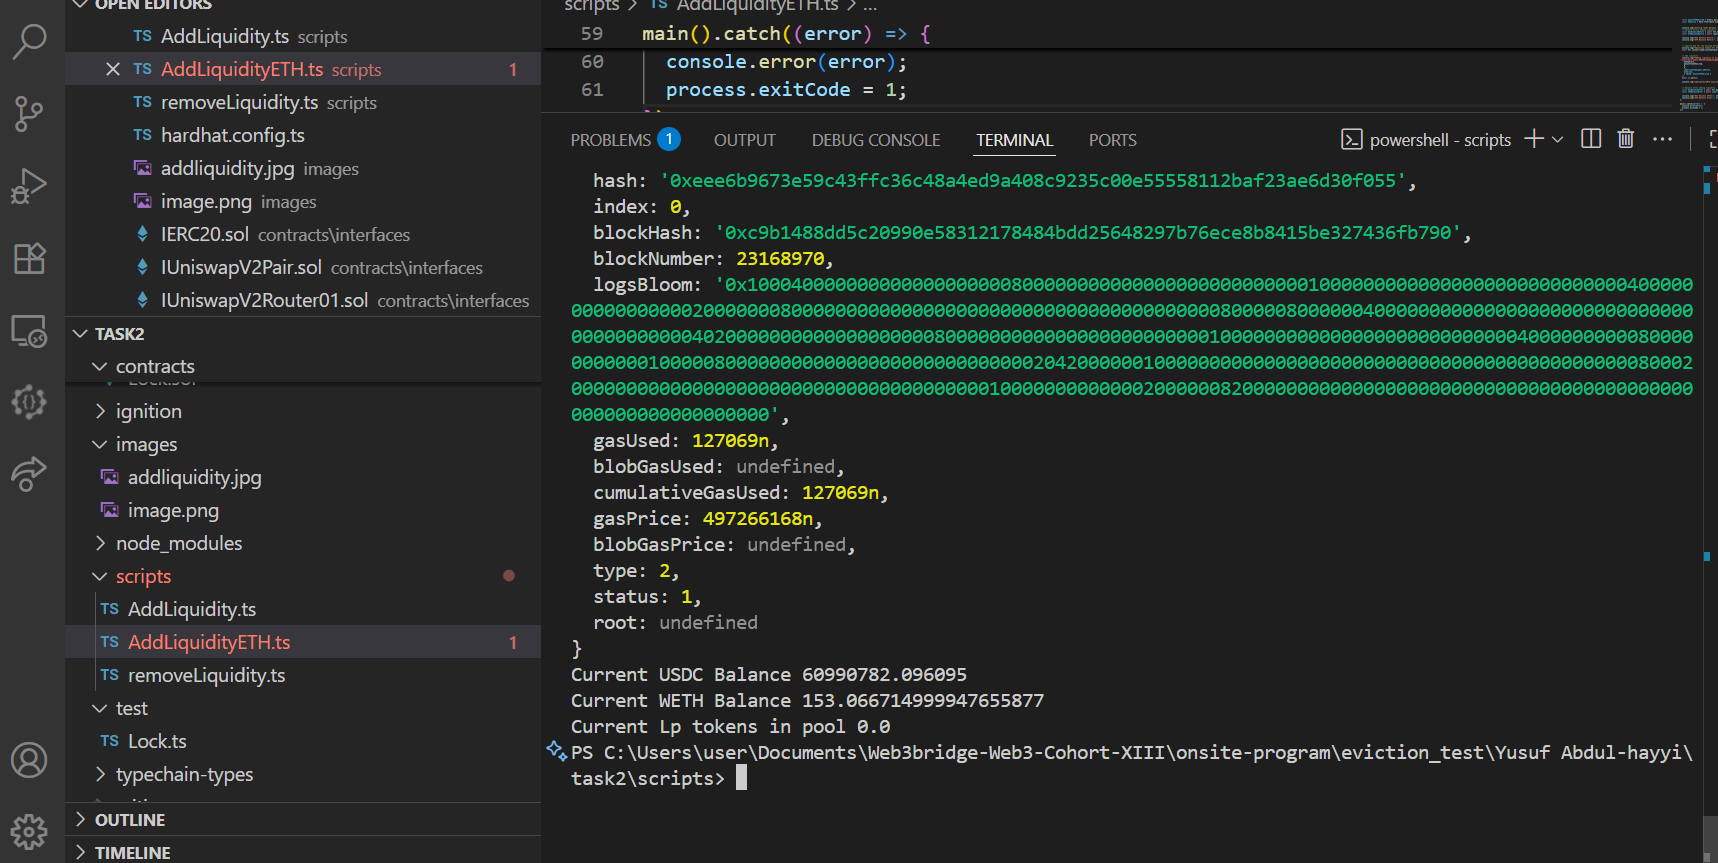 OPEN EDITORS
TS AddLiquidity.ts scripts
TS AddLiquidityETH.ts scripts 1
TS removeLiquidity.ts scripts
TS hardhat.config.ts
addliquidity.jpg images
image.png images
IERC20.sol contracts\interfaces
IUniswapV2Pair.sol contracts\interfaces
IUniswapV2Router01.sol contracts\interfaces
TASK2
contracts
Lock.sol
ignition
images
addliquidity.jpg
image.png
node_modules
scripts
TS AddLiquidity.ts
TS AddLiquidityETH.ts 1
TS removeLiquidity.ts
test
TS Lock.ts
typechain-types
OUTLINE
TIMELINE
scripts > TS AddLiquidityETH.ts > ...
59 main().catch((error) => {
60 console.error(error);
61 process.exitCode = 1;
PROBLEMS 1 OUTPUT DEBUG CONSOLE TERMINAL PORTS powershell - scripts
hash: '0xeee6b9673e59c43ffc36c48a4ed9a408c9235c00e55558112baf23ae6d30f055',
index: 0,
blockHash: '0xc9b1488dd5c20990e58312178484bdd25648297b76ece8b8415be327436fb790',
blockNumber: 23168970,
logsBloom:
gasUsed: 127069n,
blobGasUsed: undefined,
cumulativeGasUsed: 127069n,
gasPrice: 497266168n,
blobGasPrice: undefined,
type: 2,
status: 1,
root: undefined
}
Current USDC Balance 60990782.096095
Current WETH Balance 153.066714999947655877
Current Lp tokens in pool 0.0
PS C:\Users\user\Documents\Web3bridge-Web3-Cohort-XIII\onsite-program\eviction_test\Yusuf Abdul-hayyi\
task2\scripts>